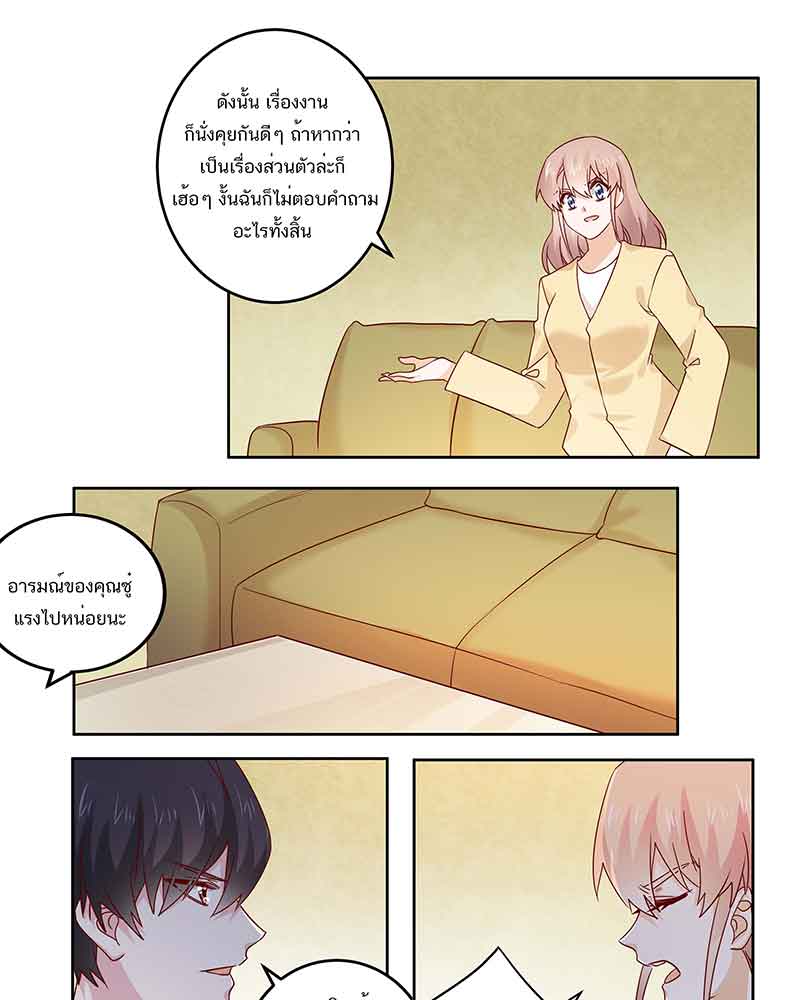 ดังนั้น เรื่องงาน
ก็นั่งคุยกันดีๆ ถ้าหากว่า
เป็นเรื่องส่วนตัวล่ะก็
เฮ้อๆ งั้นฉันก็ไม่ตอบคำถาม
อะไรทั้งสิ้น
อารมณ์ของคุณซู่
แรงไปหน่อยนะ